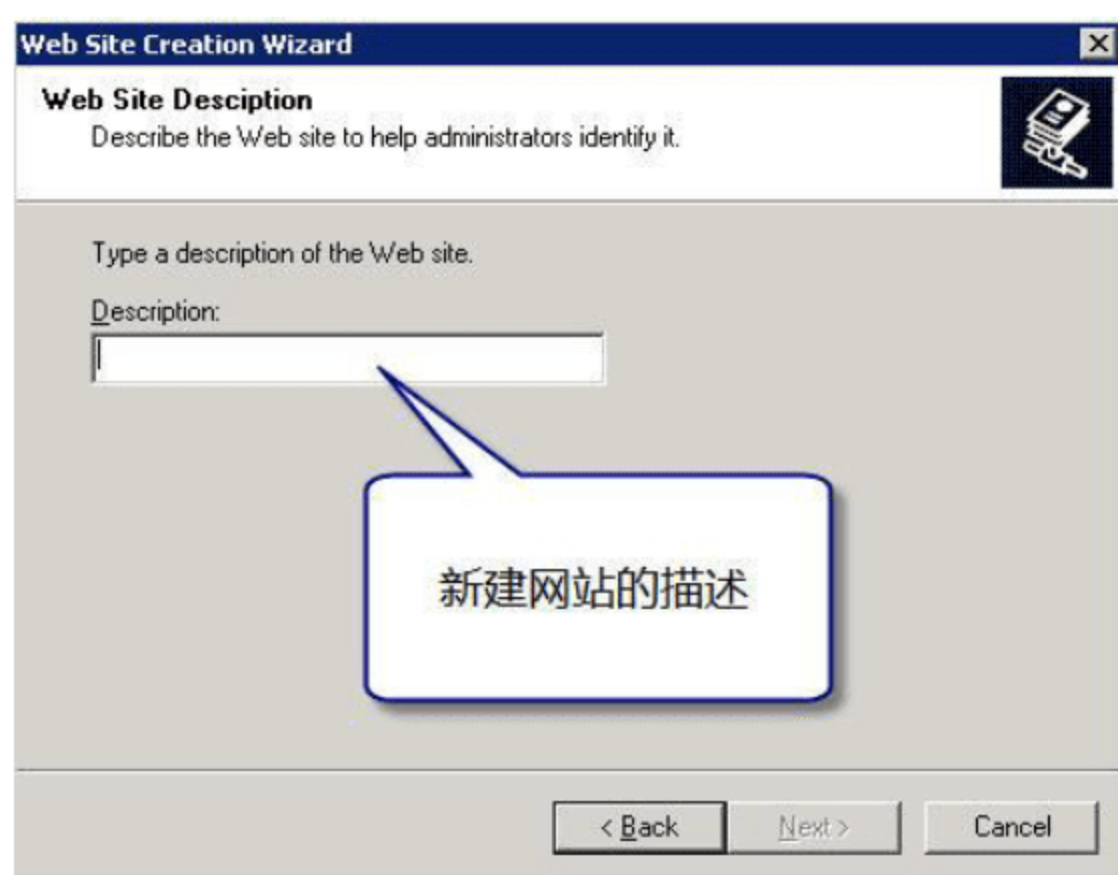 Web Site Creation Wizard
Web Site Desciption
Describe the Web site to help administrators identify it.
Type a description of the Web site.
Description:
新建网站的描述
< Back Next > Cancel